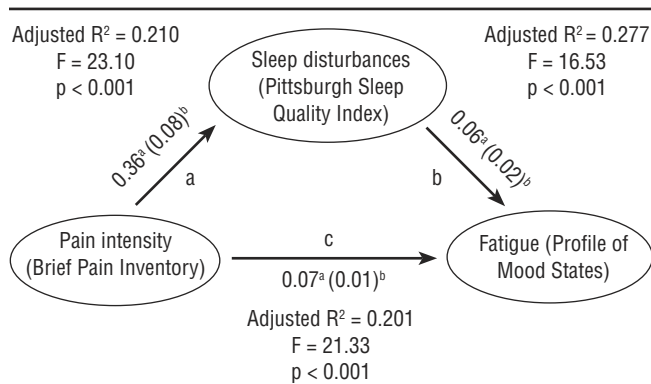 Adjusted R² = 0.210
F = 23.10
p < 0.001
Sleep disturbances
(Pittsburgh Sleep
Quality Index)
Adjusted R² = 0.277
F = 16.53
p < 0.001
0.36ᵃ (0.08)ᵇ
a
0.06ᵃ (0.02)ᵇ
b
Pain intensity
(Brief Pain Inventory)
c
0.07ᵃ (0.01)ᵇ
Fatigue (Profile of
Mood States)
Adjusted R² = 0.201
F = 21.33
p < 0.001